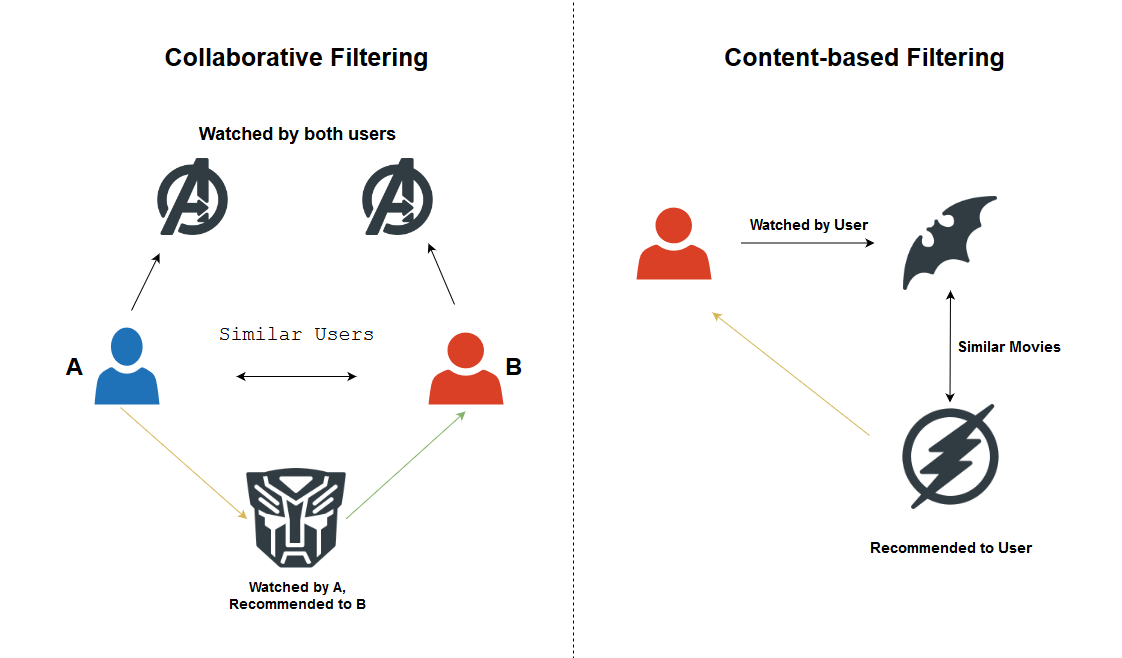 Collaborative Filtering
Watched by both users
Similar Users
A
B
Watched by A,
Recommended to B
Content-based Filtering
Watched by User
Similar Movies
Recommended to User